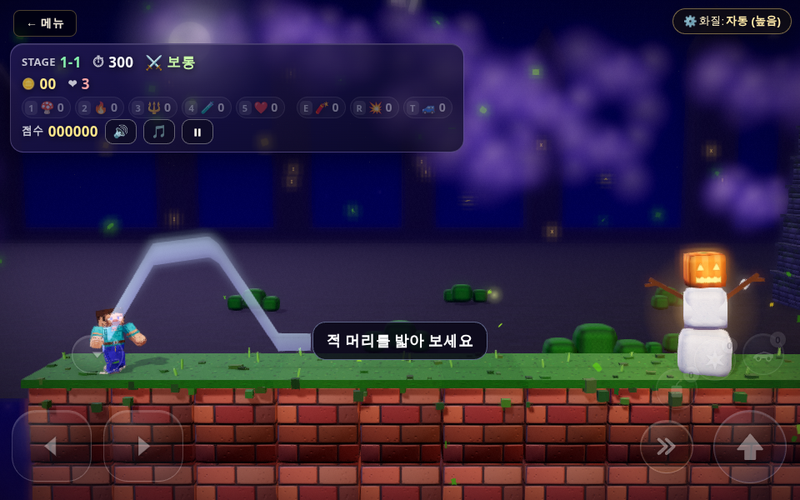 ← 메뉴
⚙️ 화질: 자동 (높음)
STAGE 1-1 ⏱ 300 ⚔️ 보통
00 ❤ 3
1 🍄 0 2 🔥 0 3 🔱 0 4 0 5 ❤️ 0 E 🧨 0 R 💥 0 T 🚙 0
점수 000000 🔊 🎵 ⏸
적 머리를 밟아 보세요